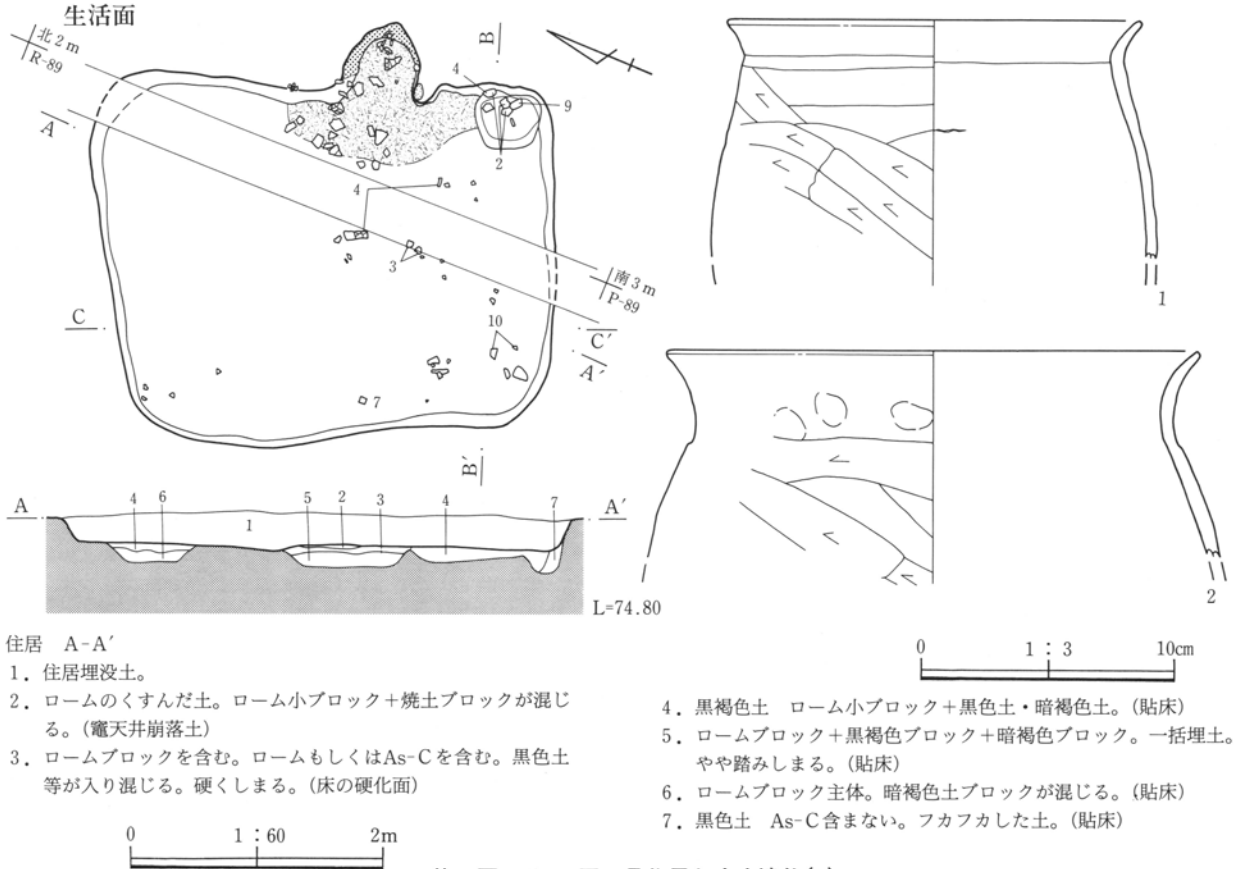 生活面
北2m
R-89
A
B
4
9
2
4
3
南3m
P-89
C
10
C′
A′
7
B′
A
4 6 1 5 2 3 4 7
A′
L=74.80
1
2
住居 A-A′
1．住居埋没土。
2．ロームのくすんだ土。ローム小ブロック＋焼土ブロックが混じ
る。(竈天井崩落土)
3．ロームブロックを含む。ロームもしくはAs-Cを含む。黒色土
等が入り混じる。硬くしまる。(床の硬化面)
0 1：60 2m
0 1：3 10cm
4．黒褐色土 ローム小ブロック＋黒色土・暗褐色土。(貼床)
5．ロームブロック＋黒褐色ブロック＋暗褐色ブロック。一括埋土。
やや踏みしまる。(貼床)
6．ロームブロック主体。暗褐色土ブロックが混じる。(貼床)
7．黒色土 As-C含まない。フカフカした土。(貼床)